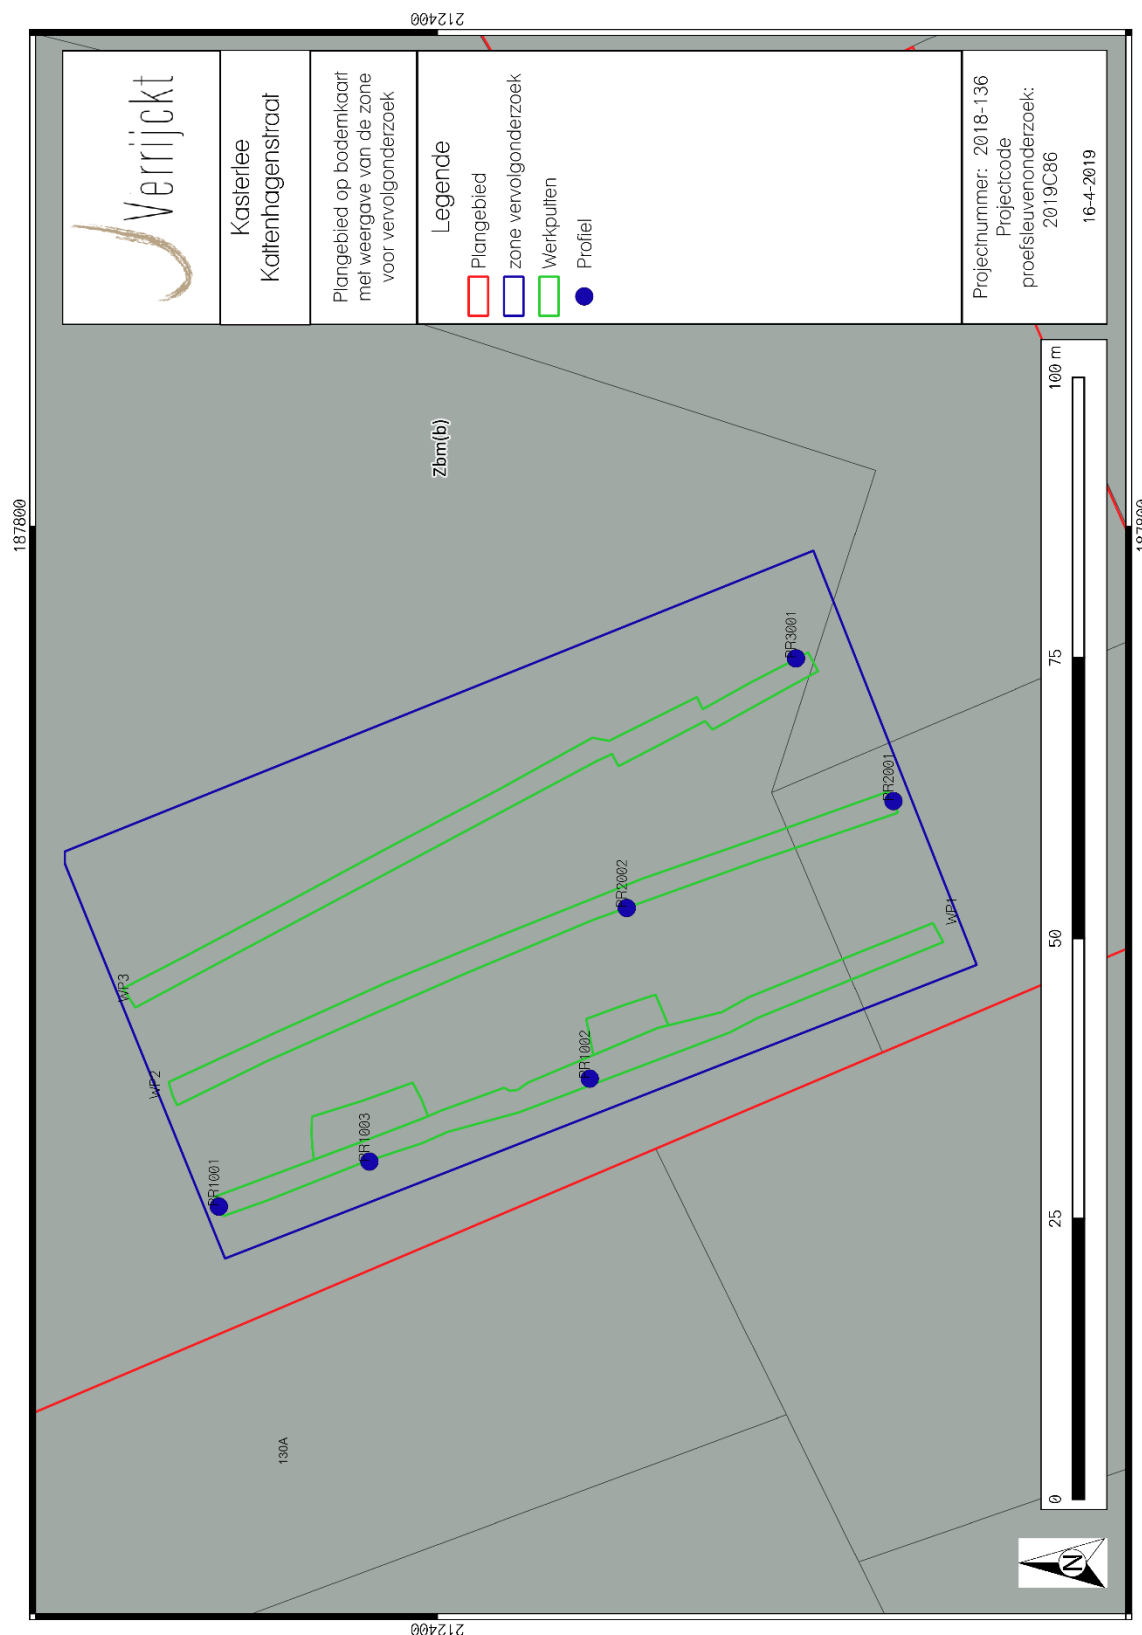 Verrijckt
Kasterlee
Kattenhagenstraat
Plangebied op bodemkaart
met weergave van de zone
voor vervolgonderzoek
Legende
Plangebied
zone vervolgonderzoek
Werkputten
Profiel
Projectnummer: 2018-136
Projectcode
proefsleuvenonderzoek:
2019C86
16-4-2019
212400
187800
Zbm(b)
WP3
WP2
WP1
PR1001
PR1003
PR1002
PR2002
PR2001
PR3001
130A
N
0
25
50
75
100 m
187800
212400